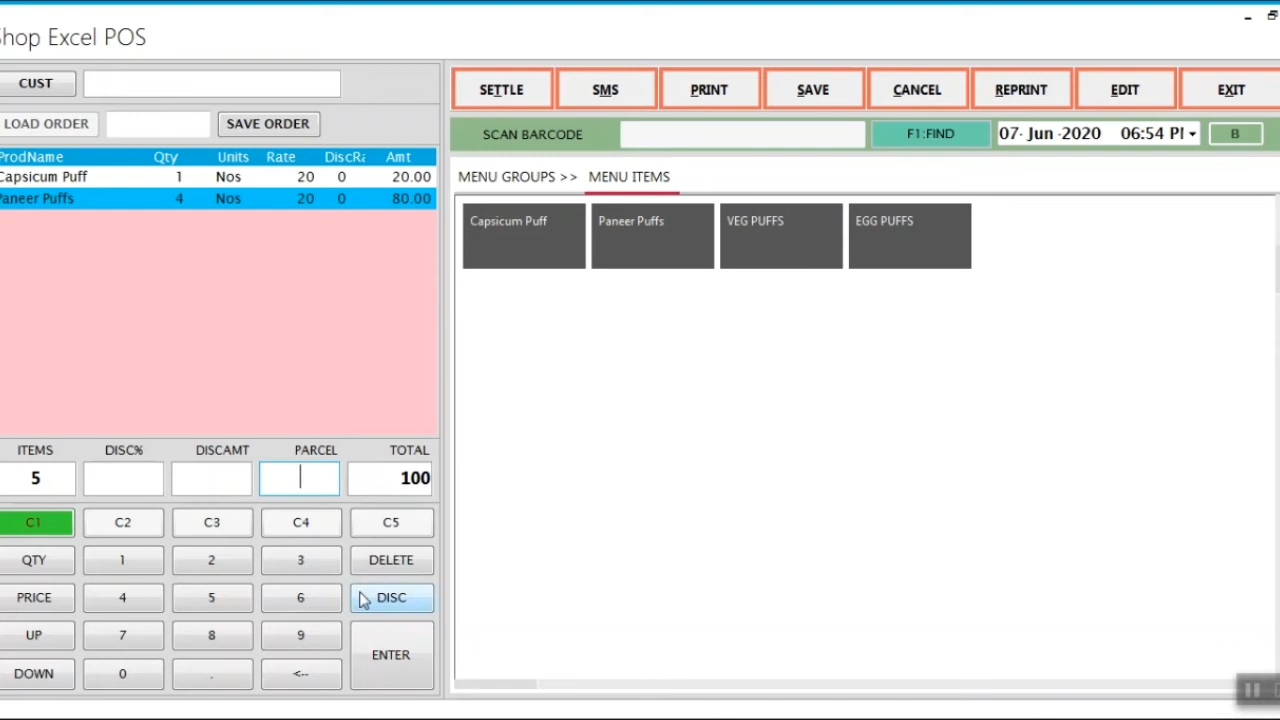 Shop Excel POS
CUST
LOAD ORDER SAVE ORDER
ProdName Qty Units Rate DiscRa Amt
Capsicum Puff 1 Nos 20 0 20.00
Paneer Puffs 4 Nos 20 0 80.00
ITEMS DISC% DISCAMT PARCEL TOTAL
5 100
C1 C2 C3 C4 C5
QTY 1 2 3 DELETE
PRICE 4 5 6 DISC
UP 7 8 9
ENTER
DOWN 0 . <--
SETTLE SMS PRINT SAVE CANCEL REPRINT EDIT EXIT
SCAN BARCODE F1:FIND 07- Jun -2020 06:54 PM B
MENU GROUPS >> MENU ITEMS
Capsicum Puff Paneer Puffs VEG PUFFS EGG PUFFS